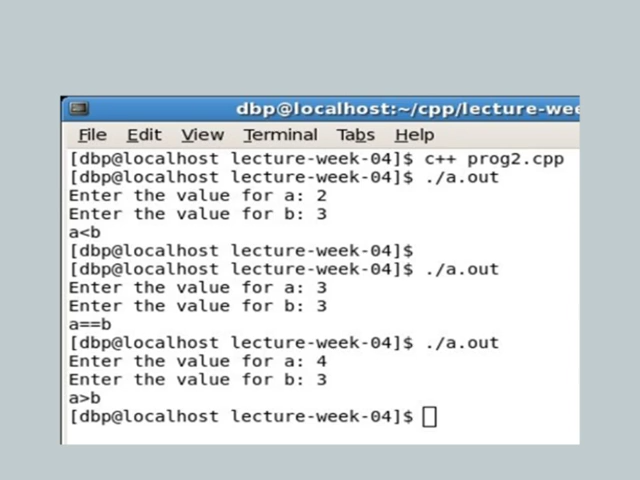 dbp@localhost:~/cpp/lecture-wee
File Edit View Terminal Tabs Help
[dbp@localhost lecture-week-04]$ c++ prog2.cpp
[dbp@localhost lecture-week-04]$ ./a.out
Enter the value for a: 2
Enter the value for b: 3
a<b
[dbp@localhost lecture-week-04]$
[dbp@localhost lecture-week-04]$ ./a.out
Enter the value for a: 3
Enter the value for b: 3
a==b
[dbp@localhost lecture-week-04]$ ./a.out
Enter the value for a: 4
Enter the value for b: 3
a>b
[dbp@localhost lecture-week-04]$